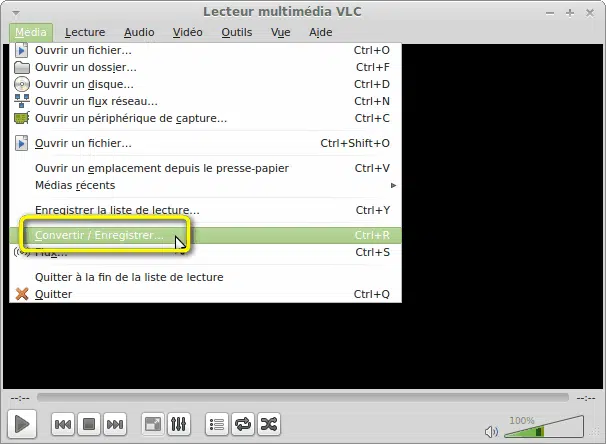 Lecteur multimédia VLC
Média Lecture Audio Vidéo Outils Vue Aide
Ouvrir un fichier... Ctrl+O
Ouvrir un dossier... Ctrl+F
Ouvrir un disque... Ctrl+D
Ouvrir un flux réseau... Ctrl+N
Ouvrir un périphérique de capture... Ctrl+C
Ouvrir un fichier... Ctrl+Shift+O
Ouvrir un emplacement depuis le presse-papier Ctrl+V
Médias récents
Enregistrer la liste de lecture... Ctrl+Y
Convertir / Enregistrer... Ctrl+R
Flux... Ctrl+S
Quitter à la fin de la liste de lecture
Quitter Ctrl+Q
--:-- --:--
100%